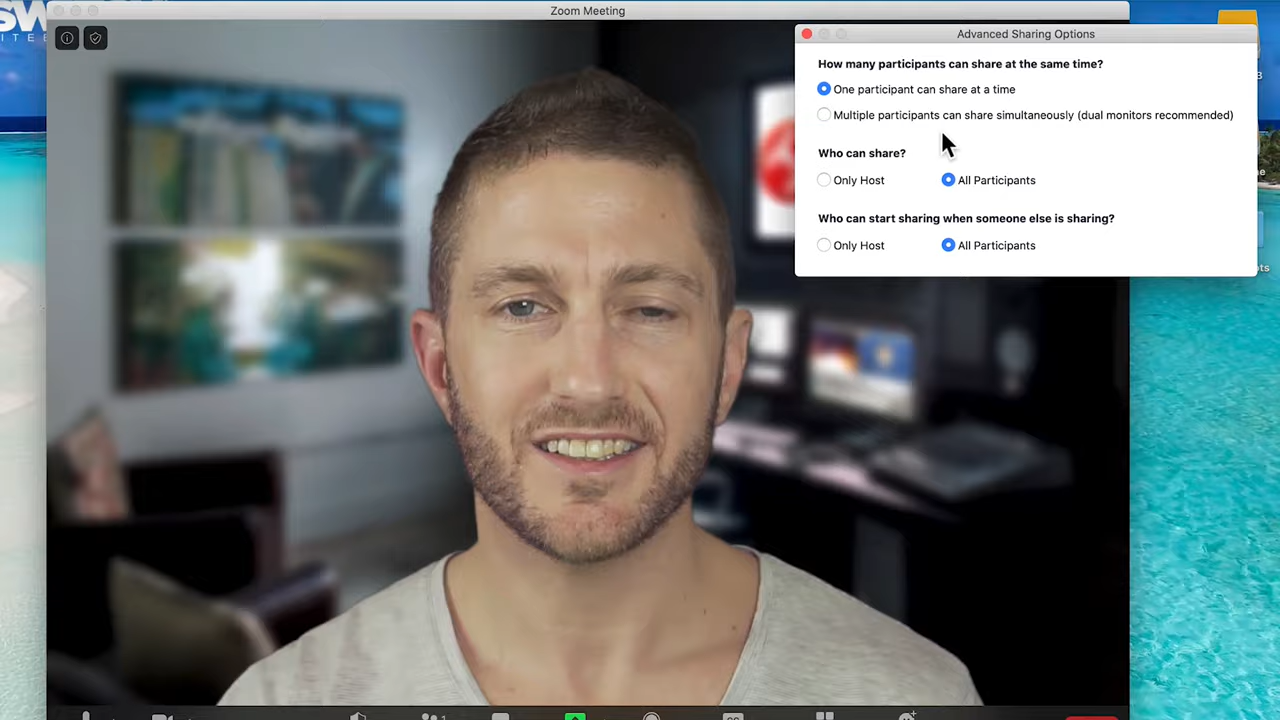 Zoom Meeting
Advanced Sharing Options
How many participants can share at the same time?
One participant can share at a time
Multiple participants can share simultaneously (dual monitors recommended)
Who can share?
Only Host
All Participants
Who can start sharing when someone else is sharing?
Only Host
All Participants